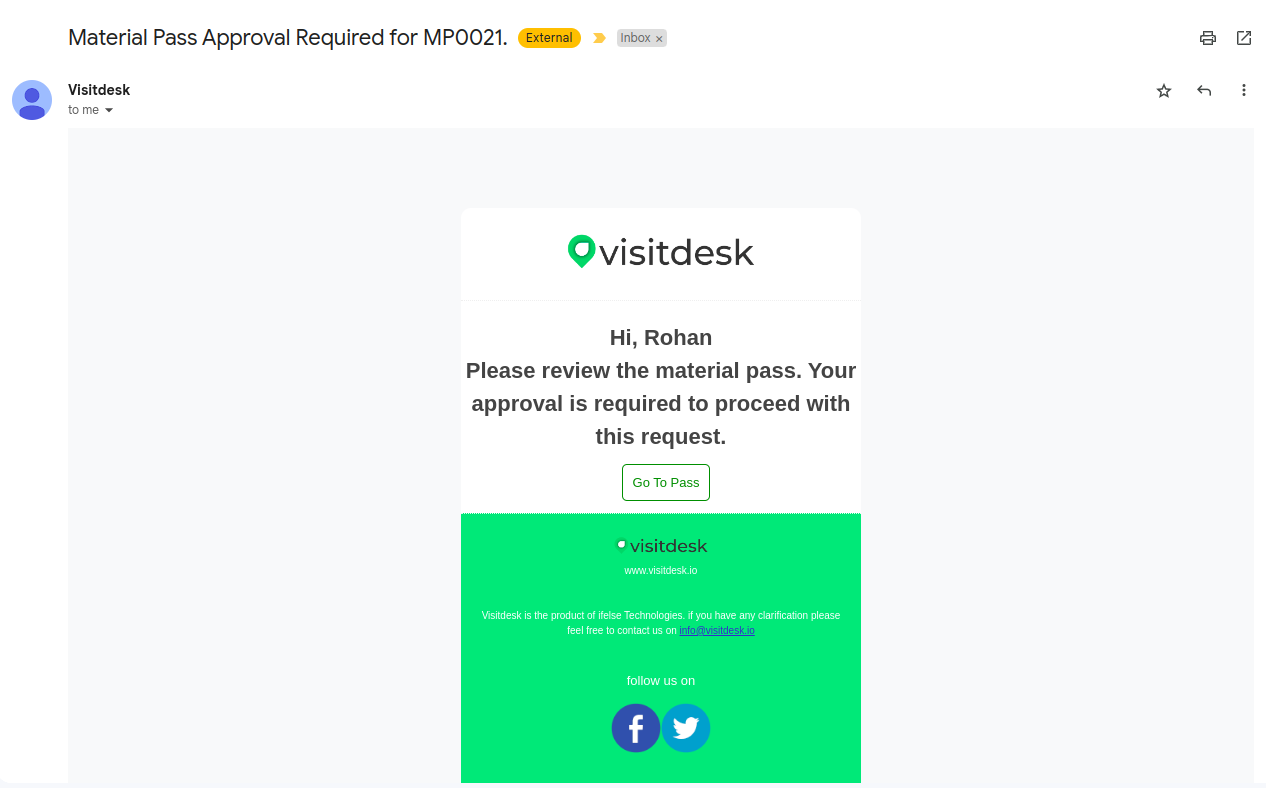 Material Pass Approval Required for MP0021. External Inbox ×
Visitdesk
to me
visitdesk
Hi, Rohan
Please review the material pass. Your
approval is required to proceed with
this request.
Go To Pass
visitdesk
www.visitdesk.io
Visitdesk is the product of ifelse Technologies. if you have any clarification please
feel free to contact us on info@visitdesk.io
follow us on